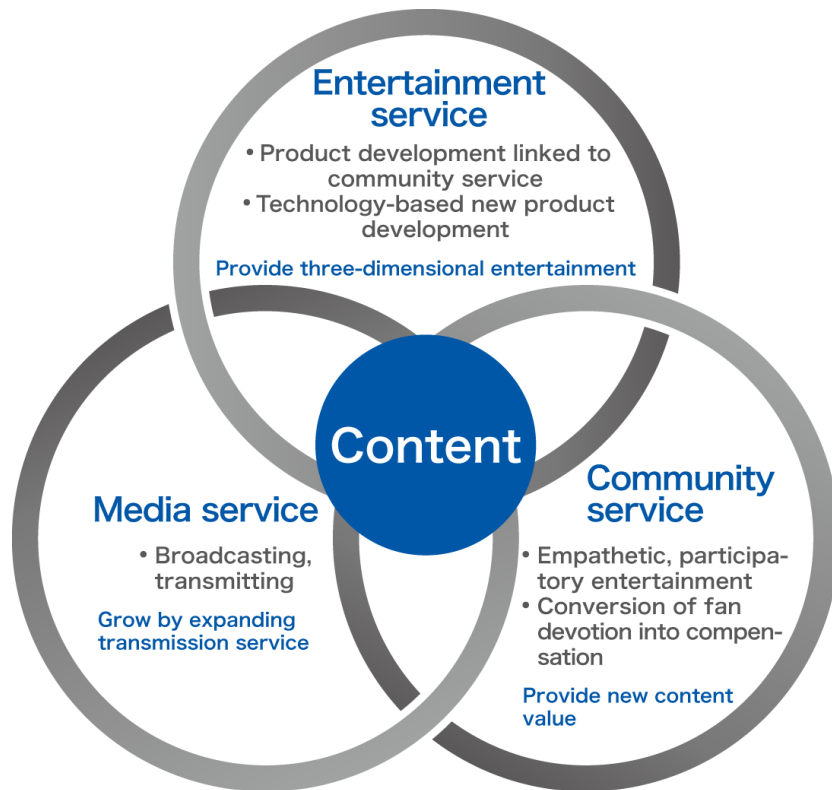 Entertainment
service
• Product development linked to
community service
• Technology-based new product
development
Provide three-dimensional entertainment
Content
Media service
• Broadcasting,
transmitting
Grow by expanding
transmission service
Community
service
• Empathetic, participa-
tory entertainment
• Conversion of fan
devotion into compen-
sation
Provide new content
value